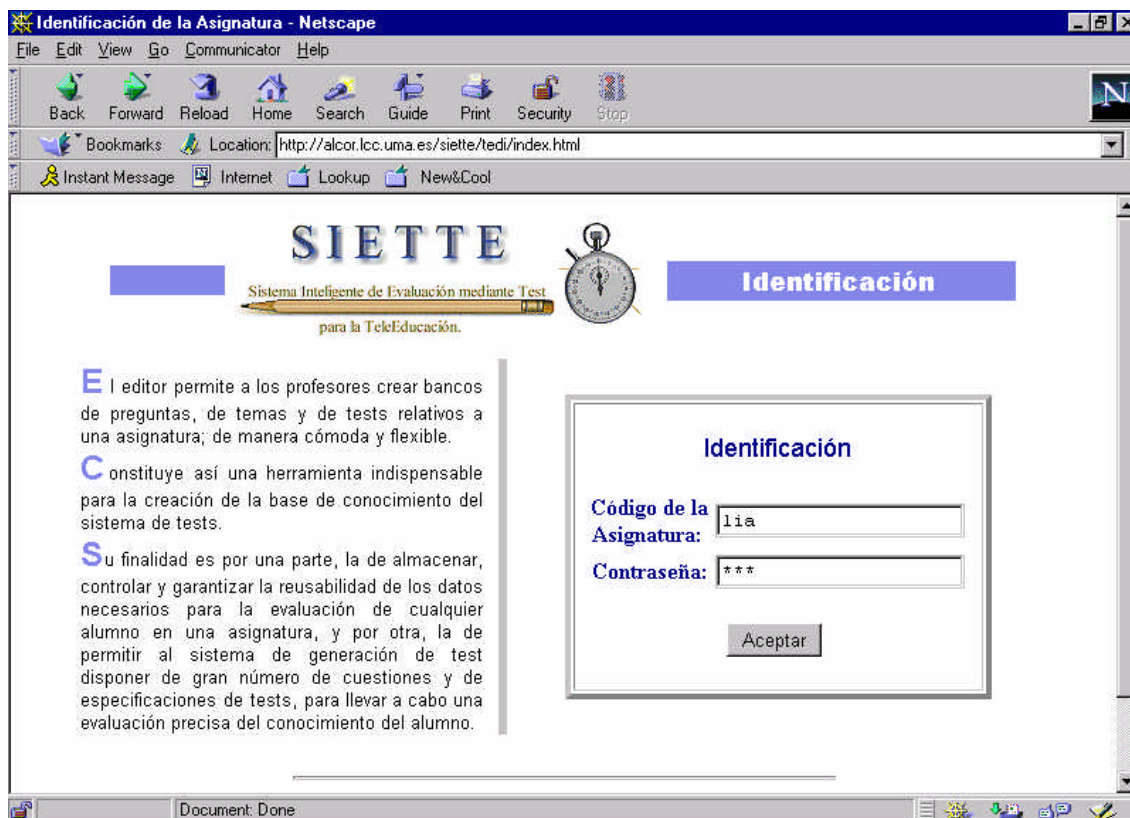 Identificación de la Asignatura - Netscape
File Edit View Go Communicator Help
Back Forward Reload Home Search Guide Print Security Stop
N
Bookmarks Location: http://alcor.lcc.uma.es/siette/tedi/index.html
Instant Message Internet Lookup New&Cool
SIETTE
Sistema Inteligente de Evaluación mediante Test
para la TeleEducación.
Identificación
El editor permite a los profesores crear bancos
de preguntas, de temas y de tests relativos a
una asignatura; de manera cómoda y flexible.
Constituye así una herramienta indispensable
para la creación de la base de conocimiento del
sistema de tests.
Su finalidad es por una parte, la de almacenar,
controlar y garantizar la reusabilidad de los datos
necesarios para la evaluación de cualquier
alumno en una asignatura, y por otra, la de
permitir al sistema de generación de test
disponer de gran número de cuestiones y de
especificaciones de tests, para llevar a cabo una
evaluación precisa del conocimiento del alumno.
Identificación
Código de la
Asignatura: lia
Contraseña: ***
Aceptar
Document: Done